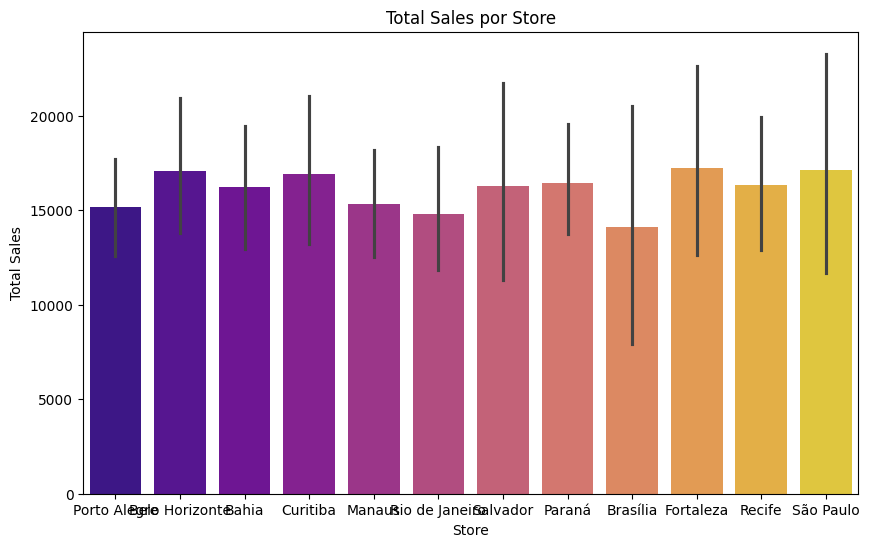 Total Sales por Store
Total Sales
20000
15000
10000
5000
0
Porto Alegre Belo Horizonte Bahia Curitiba Manaus Rio de Janeiro Salvador Paraná Brasília Fortaleza Recife São Paulo
Store